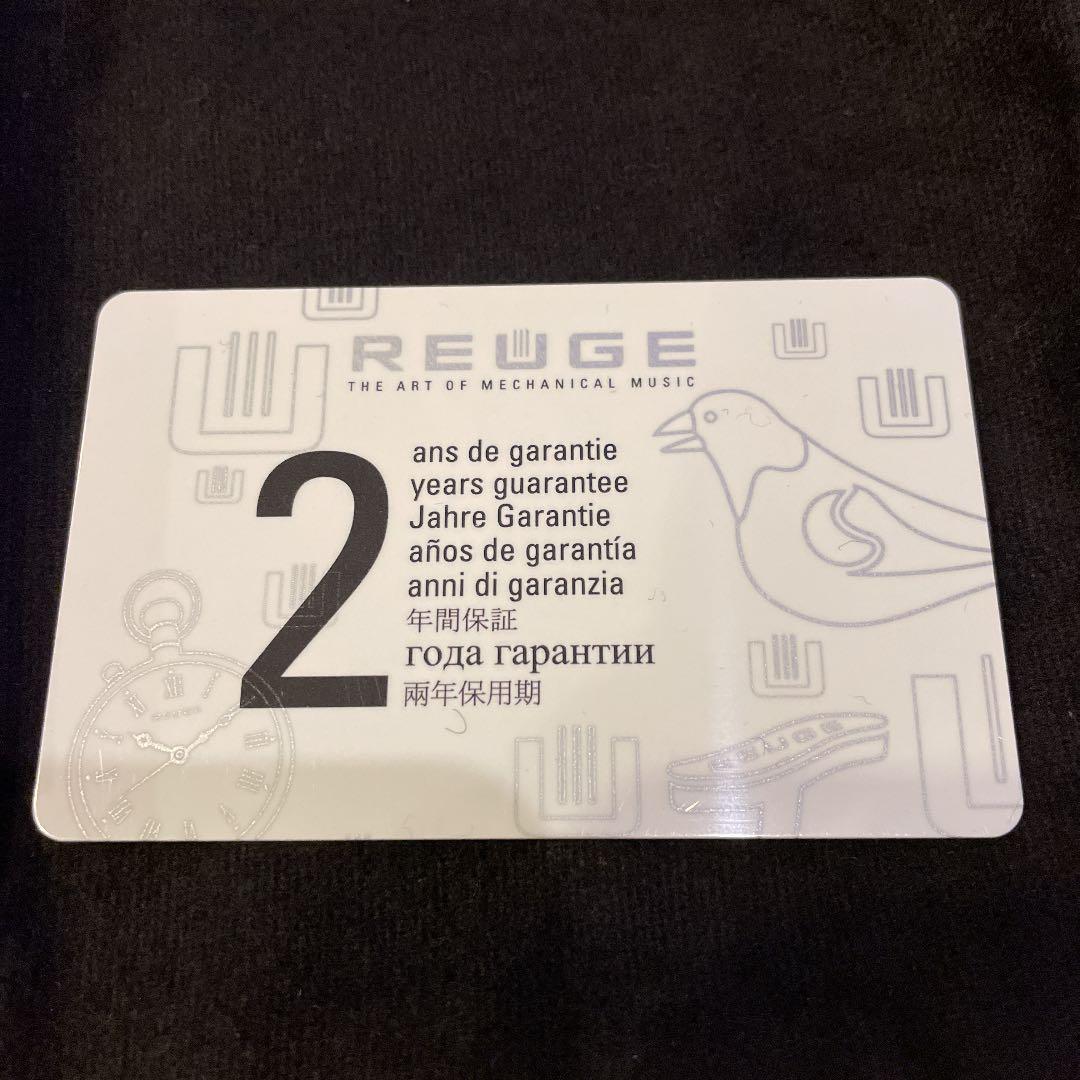 REUGE
THE ART OF MECHANICAL MUSIC
2
ans de garantie
years guarantee
Jahre Garantie
años de garantía
anni di garanzia
年間保証
года гарантии
兩年保用期
REUGE